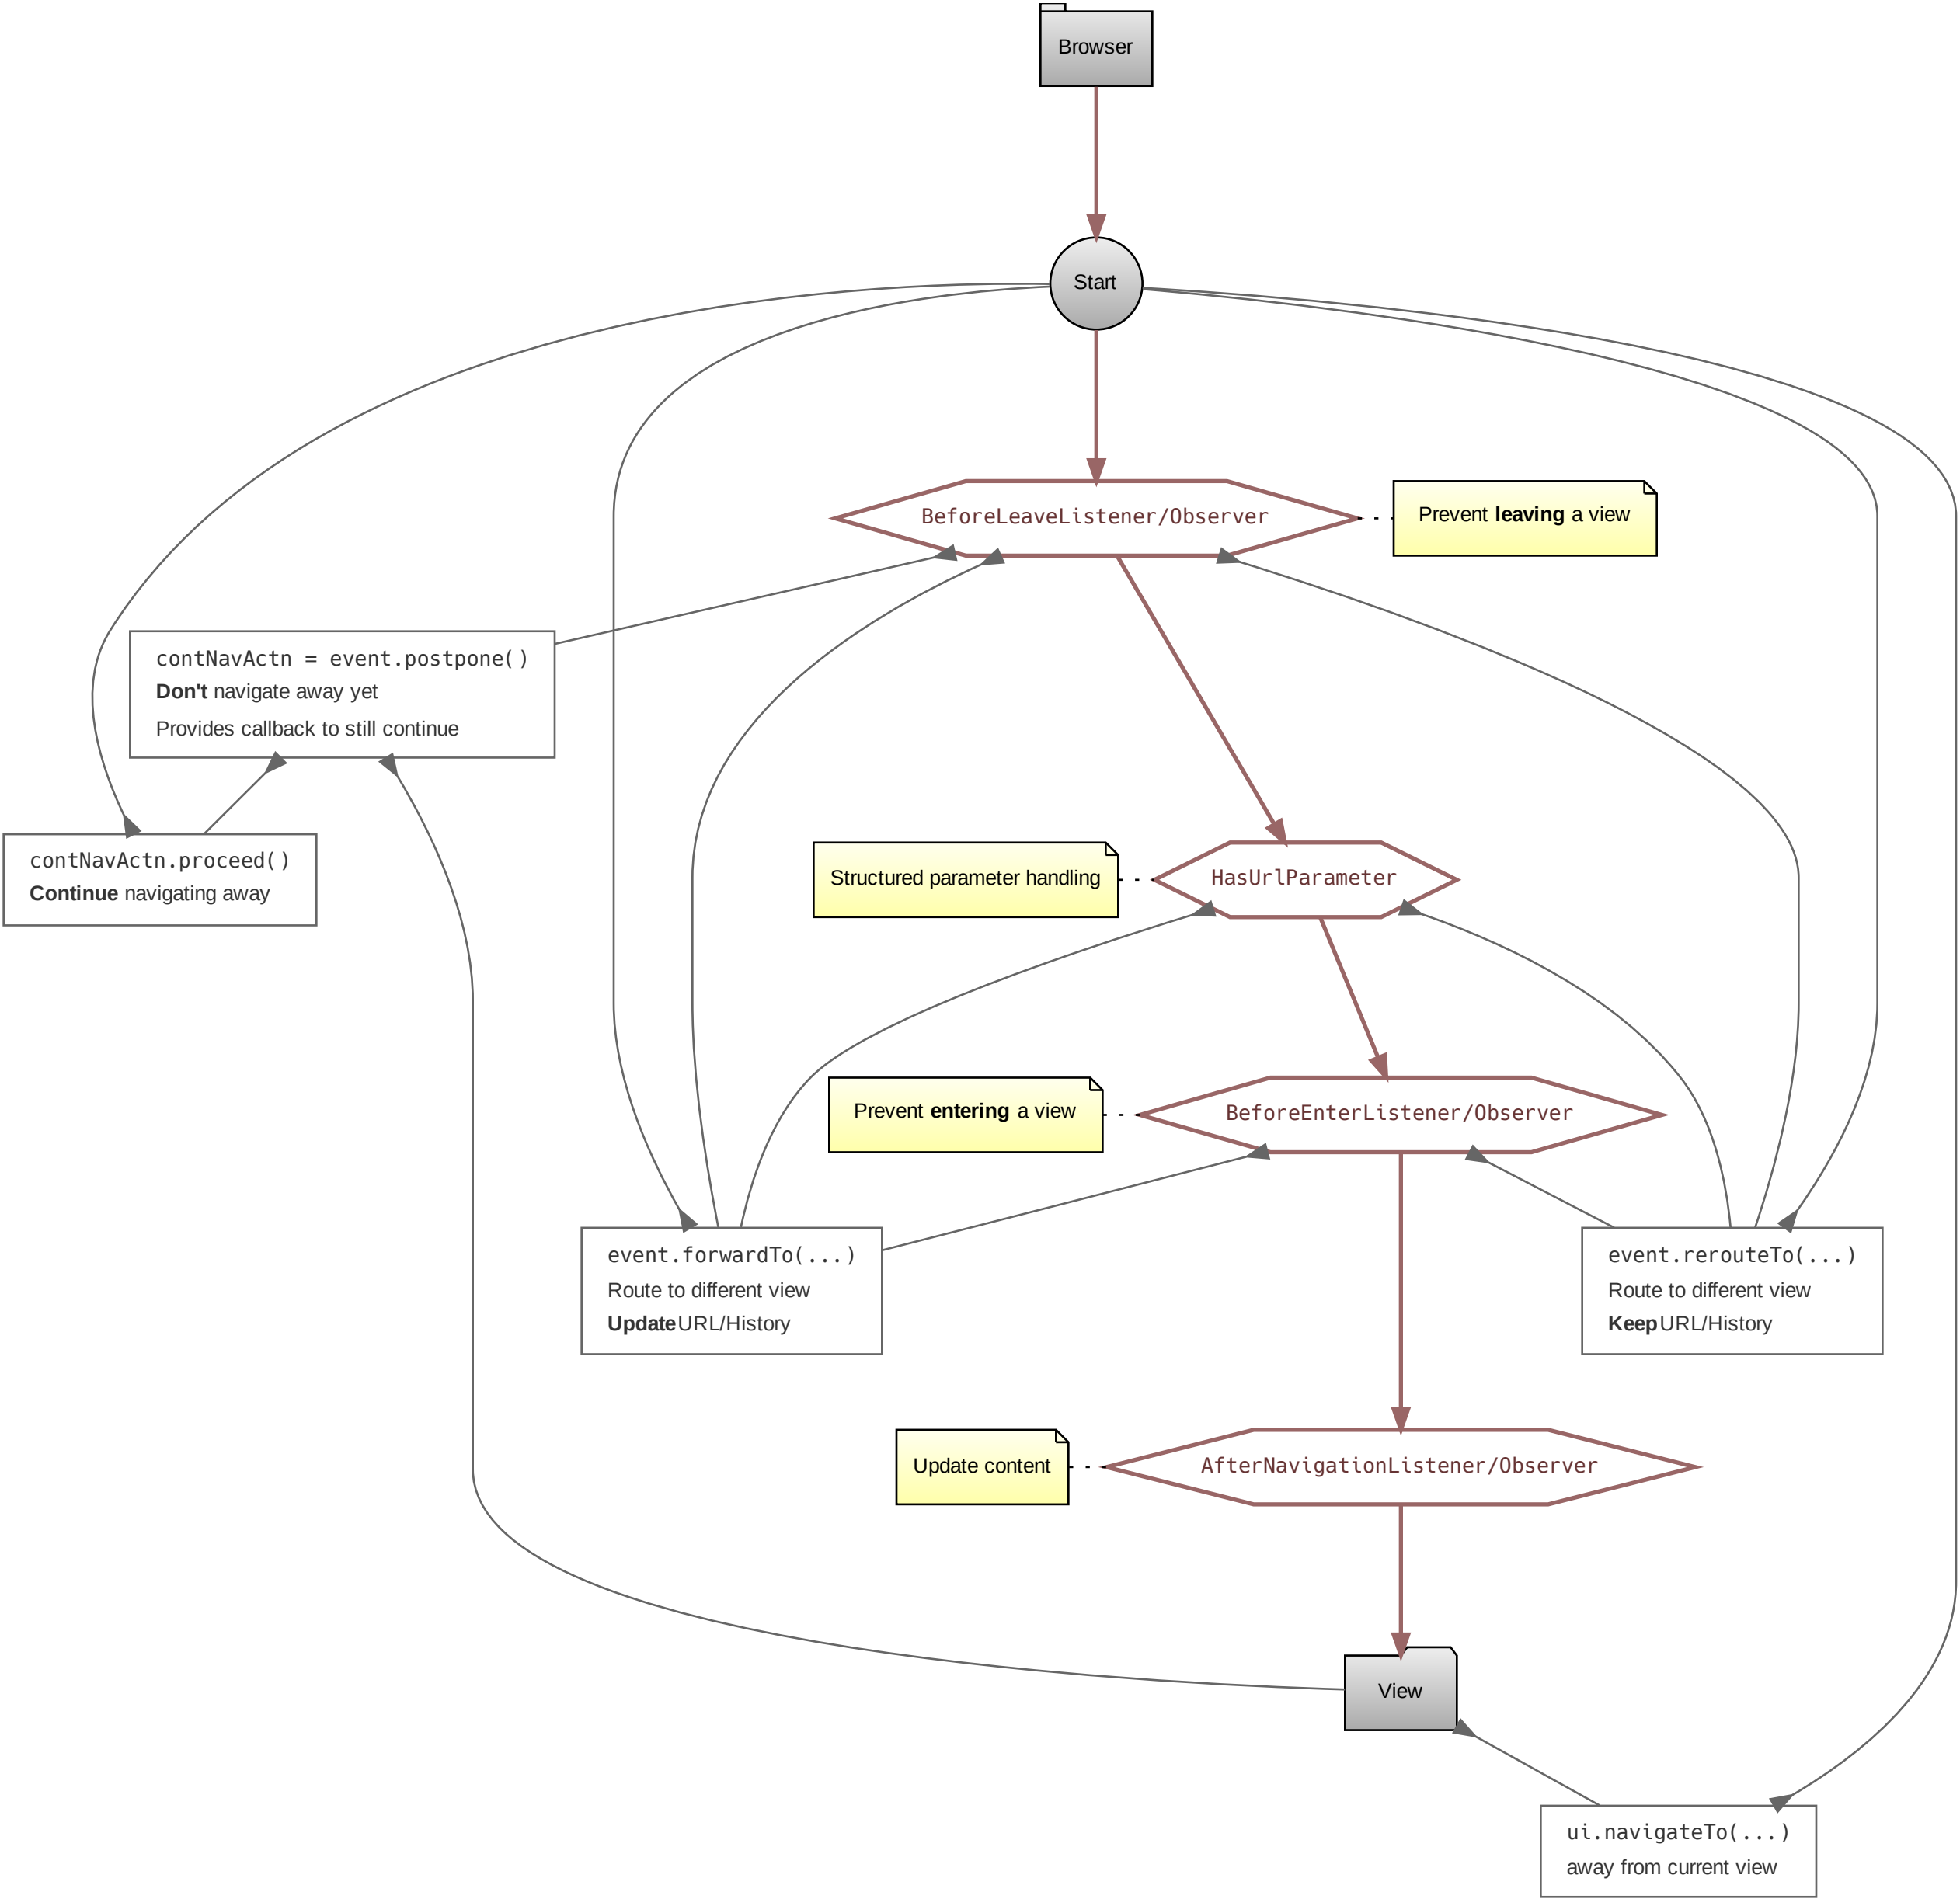 Browser
Start
BeforeLeaveListener/Observer
Prevent leaving a view
contNavActn = event.postpone()
Don't navigate away yet
Provides callback to still continue
contNavActn.proceed()
Continue navigating away
Structured parameter handling
HasUrlParameter
Prevent entering a view
BeforeEnterListener/Observer
event.forwardTo(...)
Route to different view
Update URL/History
event.rerouteTo(...)
Route to different view
Keep URL/History
Update content
AfterNavigationListener/Observer
View
ui.navigateTo(...)
away from current view